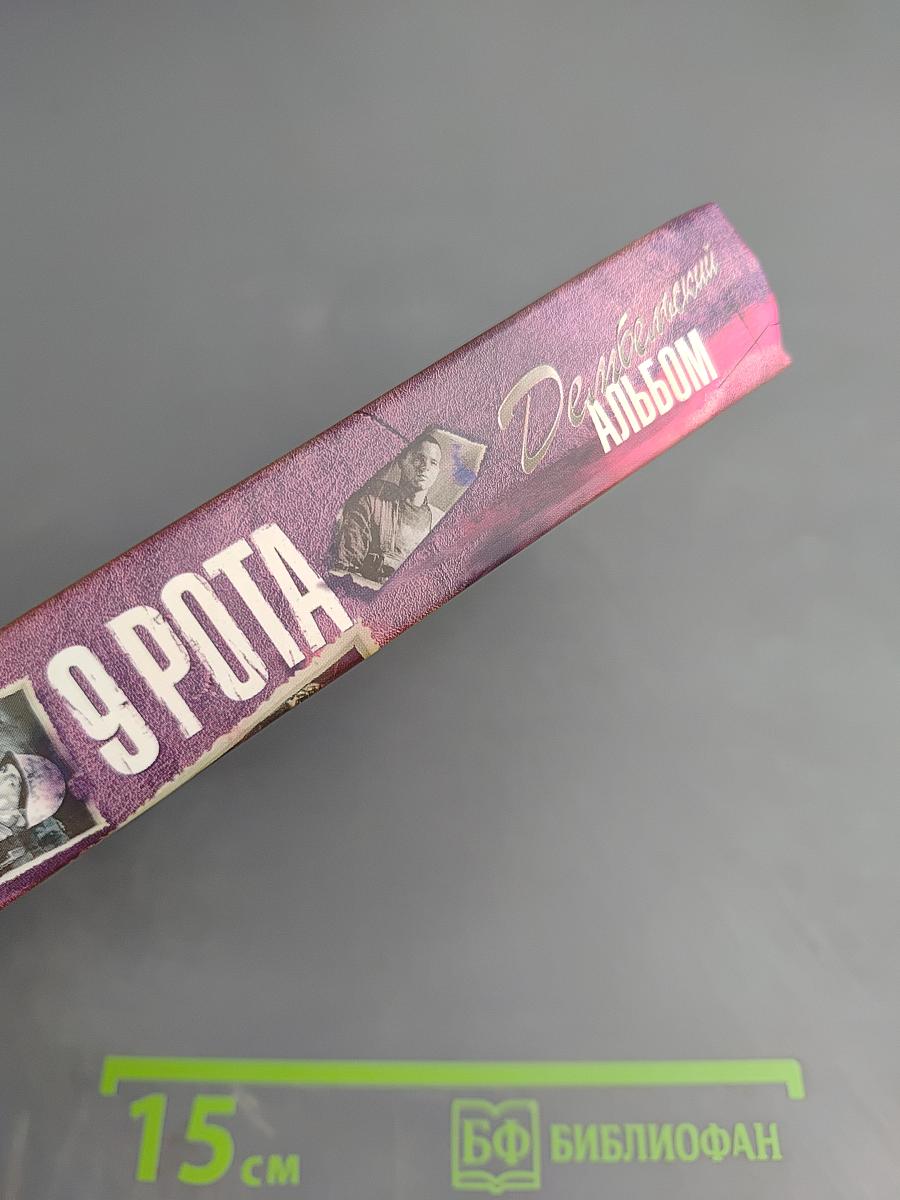 9 РОТА
Дембельский
АЛЬБОМ
15 см
БФ БИБЛИОФАН